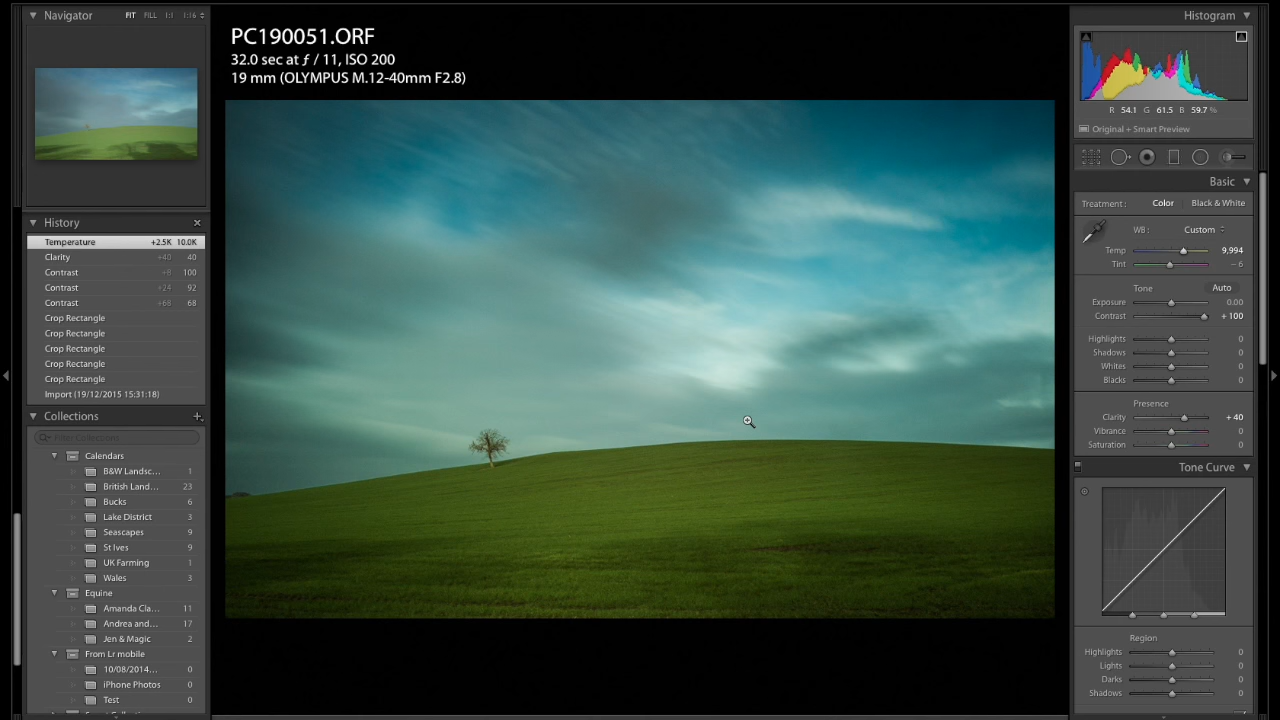 Navigator FIT FILL 1:1 1:16
History
Temperature +2.5K 10.0K
Clarity +40 40
Contrast +8 100
Contrast +24 92
Contrast +68 68
Crop Rectangle
Crop Rectangle
Crop Rectangle
Crop Rectangle
Crop Rectangle
Import (19/12/2015 15:31:18)
Collections
Filter Collections
Calendars
B&W Landsc... 1
British Land... 23
Bucks 6
Lake District 3
Seascapes 9
St Ives 9
UK Farming 1
Wales 3
Equine
Amanda Cla... 11
Andrea and... 17
Jen & Magic 2
From Lr mobile
10/08/2014... 0
iPhone Photos 0
Test 0
PC190051.ORF
32.0 sec at ƒ / 11, ISO 200
19 mm (OLYMPUS M.12-40mm F2.8)
Histogram
R 54.1 G 61.5 B 59.7 %
Original + Smart Preview
Basic
Treatment : Color Black & White
WB : Custom
Temp 9,994
Tint – 6
Tone Auto
Exposure 0.00
Contrast + 100
Highlights 0
Shadows 0
Whites 0
Blacks 0
Presence
Clarity + 40
Vibrance 0
Saturation 0
Tone Curve
Region
Highlights 0
Lights 0
Darks 0
Shadows 0